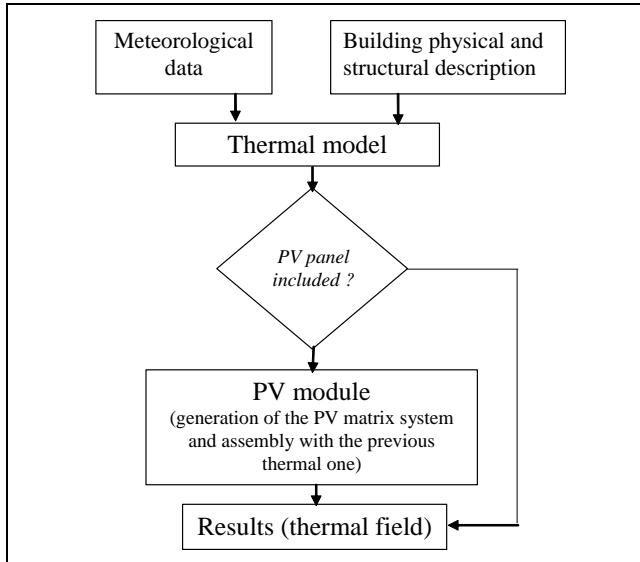 Meteorological
data
Building physical and
structural description
Thermal model
PV panel
included ?
PV module
(generation of the PV matrix system
and assembly with the previous
thermal one)
Results (thermal field)